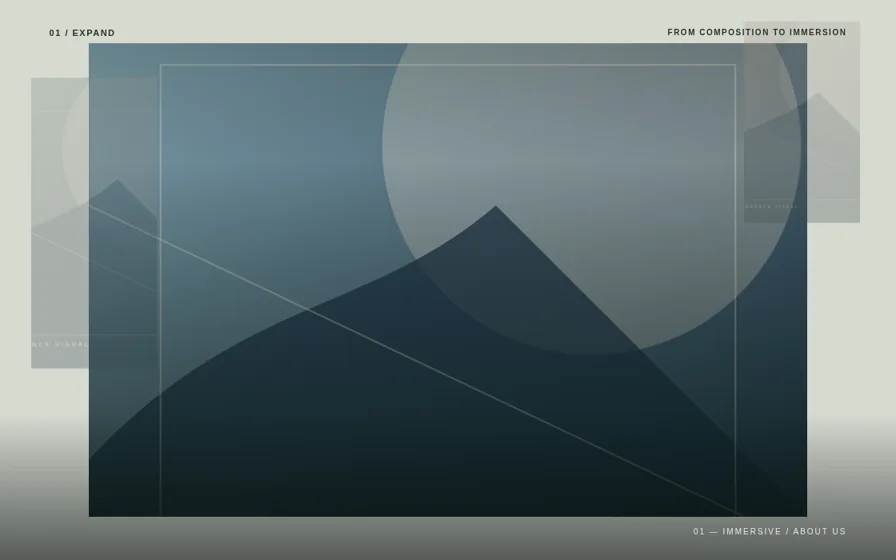 01 / EXPAND
FROM COMPOSITION TO IMMERSION
01 — IMMERSIVE / ABOUT US